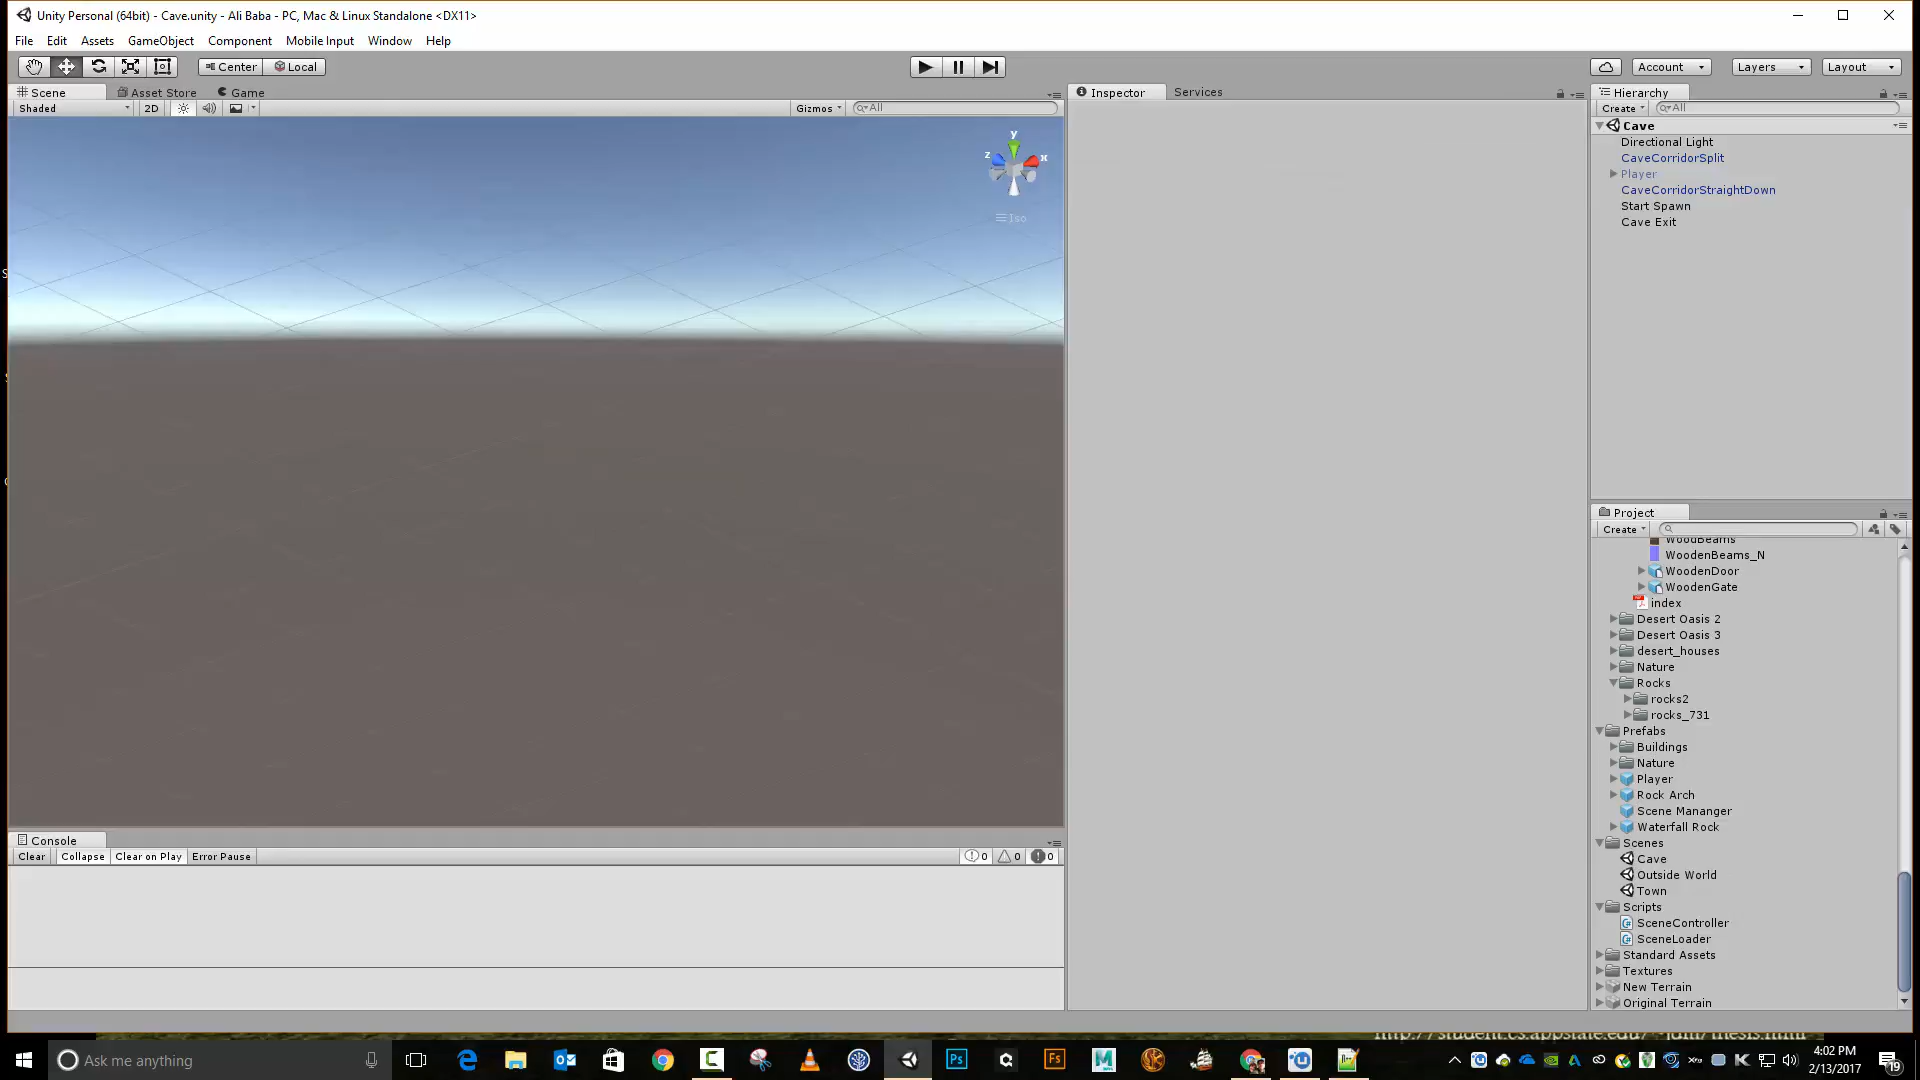 Unity Personal (64bit) - Cave.unity - Ali Baba - PC, Mac & Linux Standalone <DX11>
File Edit Assets GameObject Component Mobile Input Window Help
Center Local Account Layers Layout
Scene Asset Store Game Inspector Services Hierarchy
Shaded 2D Gizmos All Create All
Cave
Directional Light
CaveCorridorSplit
Player
CaveCorridorStraightDown
Start Spawn
Cave Exit
y
z x
Iso
Project
Create
WoodBeams
WoodenBeams_N
WoodenDoor
WoodenGate
index
Desert Oasis 2
Desert Oasis 3
desert_houses
Nature
Rocks
rocks2
rocks_731
Prefabs
Buildings
Nature
Player
Rock Arch
Scene Mananger
Waterfall Rock
Scenes
Cave
Outside World
Town
Scripts
SceneController
SceneLoader
Standard Assets
Textures
New Terrain
Original Terrain
Console
Clear Collapse Clear on Play Error Pause 0 0 0
Ask me anything
4:02 PM
2/13/2017
19